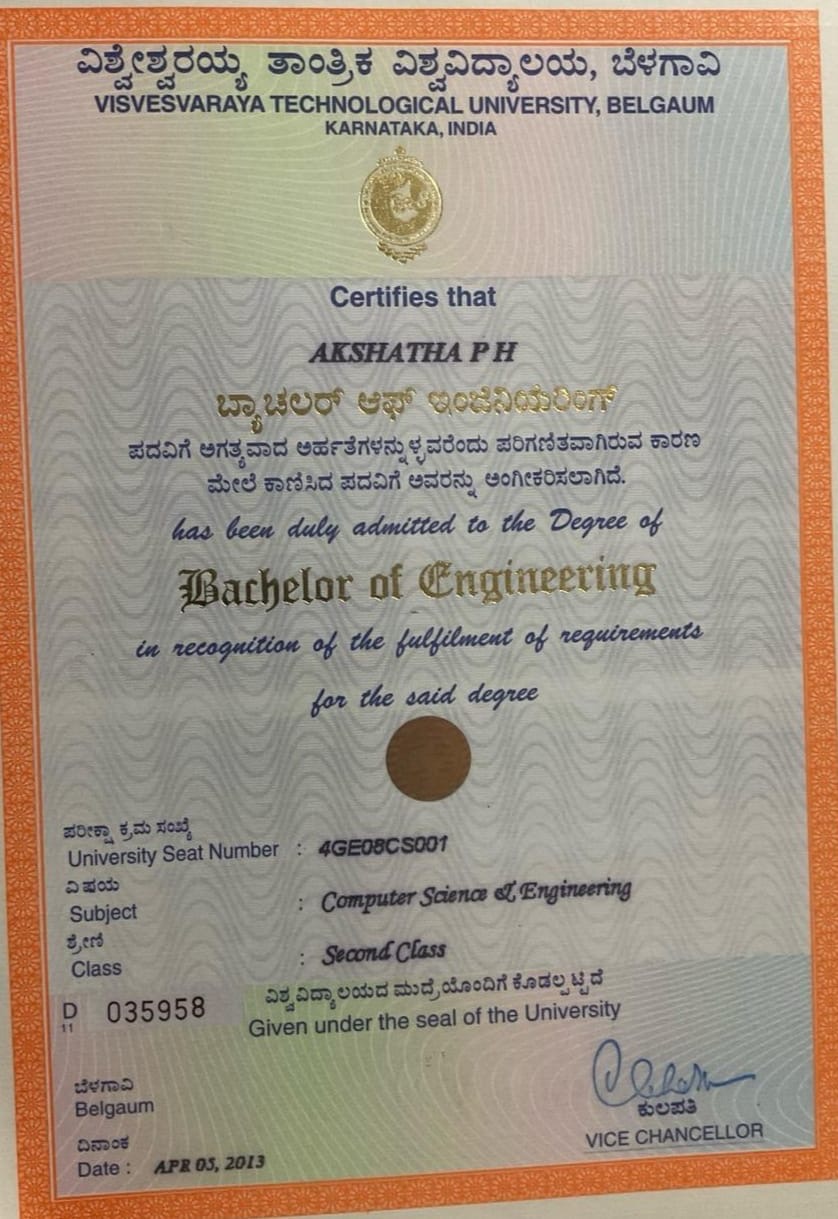 ವಿಶ್ವೇಶ್ವರಯ್ಯ ತಾಂತ್ರಿಕ ವಿಶ್ವವಿದ್ಯಾಲಯ, ಬೆಳಗಾವಿ
VISVESVARAYA TECHNOLOGICAL UNIVERSITY, BELGAUM
KARNATAKA, INDIA
Certifies that
AKSHATHA P H
ಬ್ಯಾಚಲರ್ ಆಫ್ ಇಂಜಿನಿಯರಿಂಗ್
ಪದವಿಗೆ ಅಗತ್ಯವಾದ ಅರ್ಹತೆಗಳನ್ನುಳ್ಳವರೆಂದು ಪರಿಗಣಿತವಾಗಿರುವ ಕಾರಣ
ಮೇಲೆ ಕಾಣಿಸಿದ ಪದವಿಗೆ ಅವರನ್ನು ಅಂಗೀಕರಿಸಲಾಗಿದೆ.
has been duly admitted to the Degree of
Bachelor of Engineering
in recognition of the fulfilment of requirements
for the said degree
ಪರೀಕ್ಷಾ ಕ್ರಮ ಸಂಖ್ಯೆ
University Seat Number : 4GE08CS001
ವಿಷಯ
Subject : Computer Science & Engineering
ಶ್ರೇಣಿ
Class : Second Class
D 11 035958
ವಿಶ್ವವಿದ್ಯಾಲಯದ ಮುದ್ರೆಯೊಂದಿಗೆ ಕೊಡಲ್ಪಟ್ಟಿದೆ
Given under the seal of the University
ಬೆಳಗಾವಿ
Belgaum
ಕುಲಪತಿ
VICE CHANCELLOR
ದಿನಾಂಕ
Date : APR 05, 2013